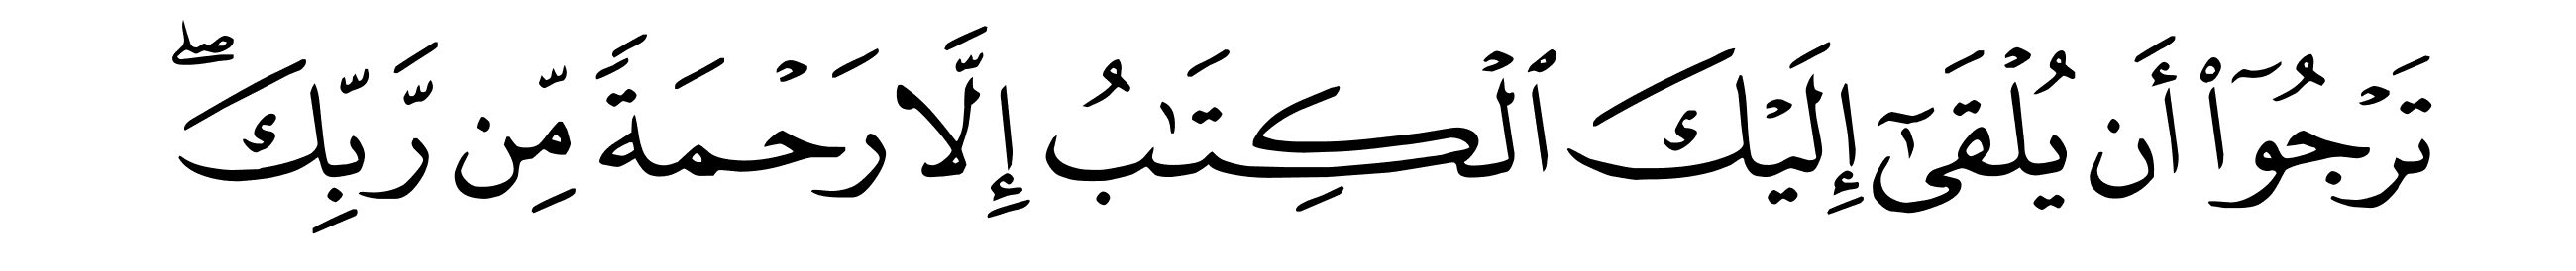 تَرْجُوٓا۟ أَن يُلْقَىٰٓ إِلَيْكَ ٱلْكِتَـٰبُ إِلَّا رَحْمَةً مِّن رَّبِّكَ ۖ